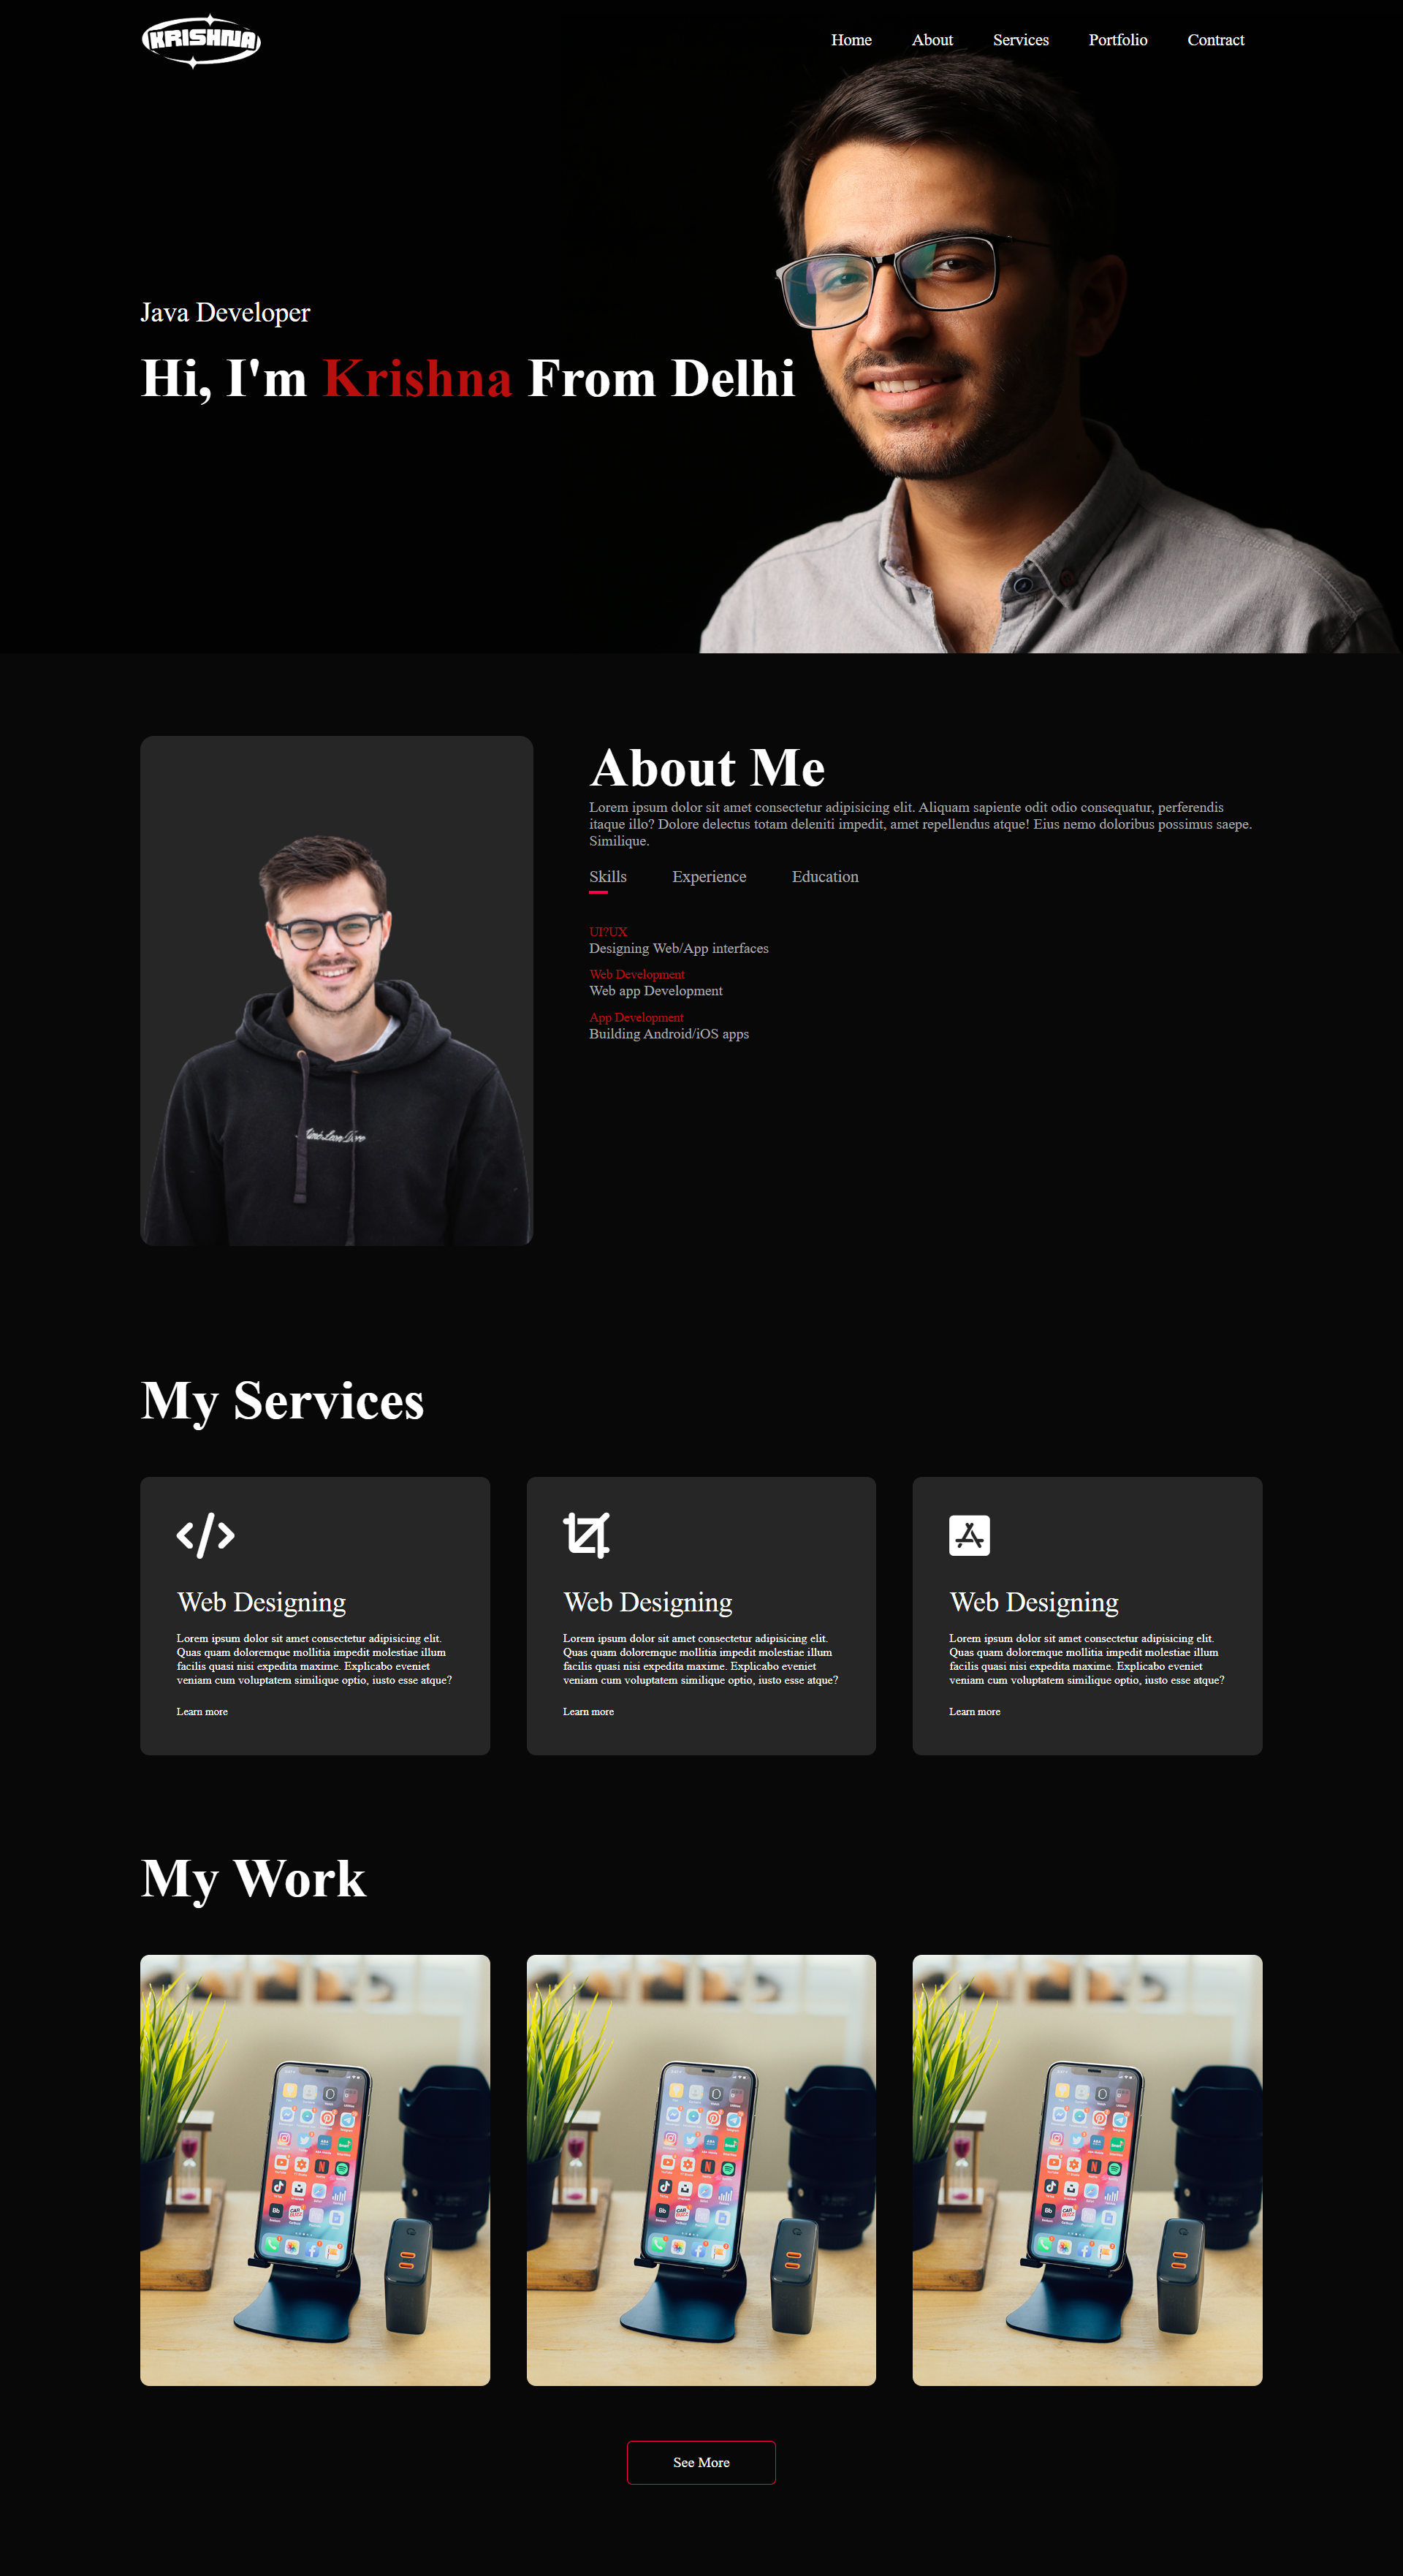 KRISHNA
Home About Services Portfolio Contract
Java Developer
Hi, I'm Krishna From Delhi
About Me
Lorem ipsum dolor sit amet consectetur adipisicing elit. Aliquam sapiente odit odio consequatur, perferendis
itaque illo? Dolore delectus totam deleniti impedit, amet repellendus atque! Eius nemo doloribus possimus saepe.
Similique.
Skills Experience Education
UI?UX
Designing Web/App interfaces
Web Development
Web app Development
App Development
Building Android/iOS apps
My Services
Web Designing
Lorem ipsum dolor sit amet consectetur adipisicing elit.
Quas quam doloremque mollitia impedit molestiae illum
facilis quasi nisi expedita maxime. Explicabo eveniet
veniam cum voluptatem similique optio, iusto esse atque?
Learn more
Web Designing
Lorem ipsum dolor sit amet consectetur adipisicing elit.
Quas quam doloremque mollitia impedit molestiae illum
facilis quasi nisi expedita maxime. Explicabo eveniet
veniam cum voluptatem similique optio, iusto esse atque?
Learn more
Web Designing
Lorem ipsum dolor sit amet consectetur adipisicing elit.
Quas quam doloremque mollitia impedit molestiae illum
facilis quasi nisi expedita maxime. Explicabo eveniet
veniam cum voluptatem similique optio, iusto esse atque?
Learn more
My Work
See More